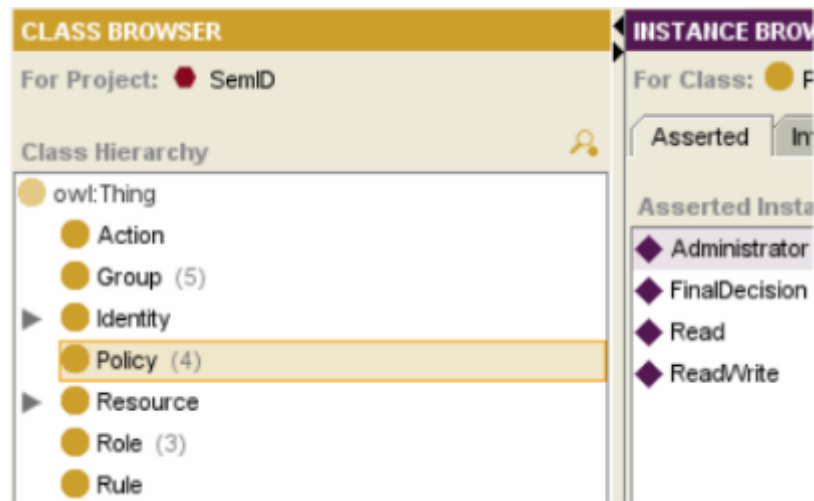 CLASS BROWSER
For Project: SemID
Class Hierarchy
owl:Thing
Action
Group (5)
Identity
Policy (4)
Resource
Role (3)
Rule
INSTANCE BROW
For Class:
Asserted
Asserted Insta
Administrator
FinalDecision
Read
ReadWrite